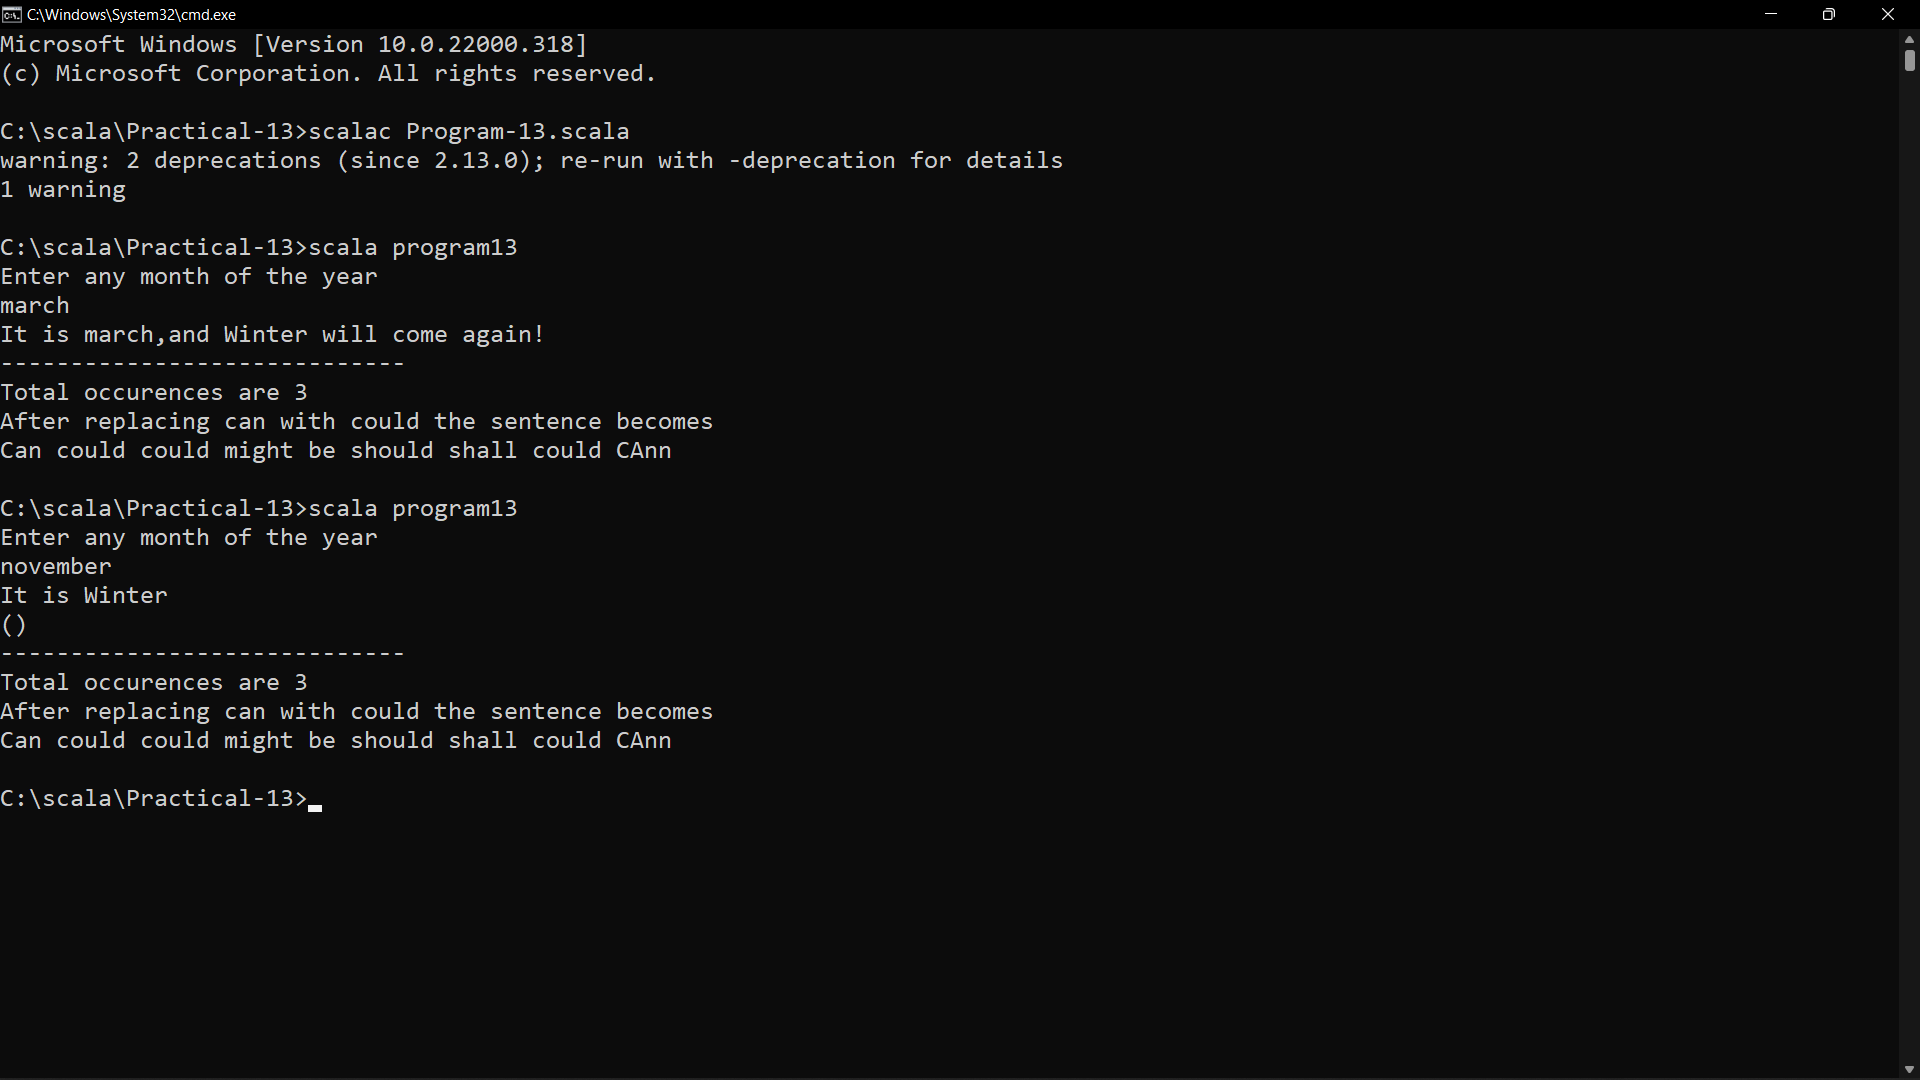 C:\Windows\System32\cmd.exe
Microsoft Windows [Version 10.0.22000.318]
(c) Microsoft Corporation. All rights reserved.
C:\scala\Practical-13>scalac Program-13.scala
warning: 2 deprecations (since 2.13.0); re-run with -deprecation for details
1 warning
C:\scala\Practical-13>scala program13
Enter any month of the year
march
It is march,and Winter will come again!
-----------------------------
Total occurences are 3
After replacing can with could the sentence becomes
Can could could might be should shall could CAnn
C:\scala\Practical-13>scala program13
Enter any month of the year
november
It is Winter
()
-----------------------------
Total occurences are 3
After replacing can with could the sentence becomes
Can could could might be should shall could CAnn
C:\scala\Practical-13>